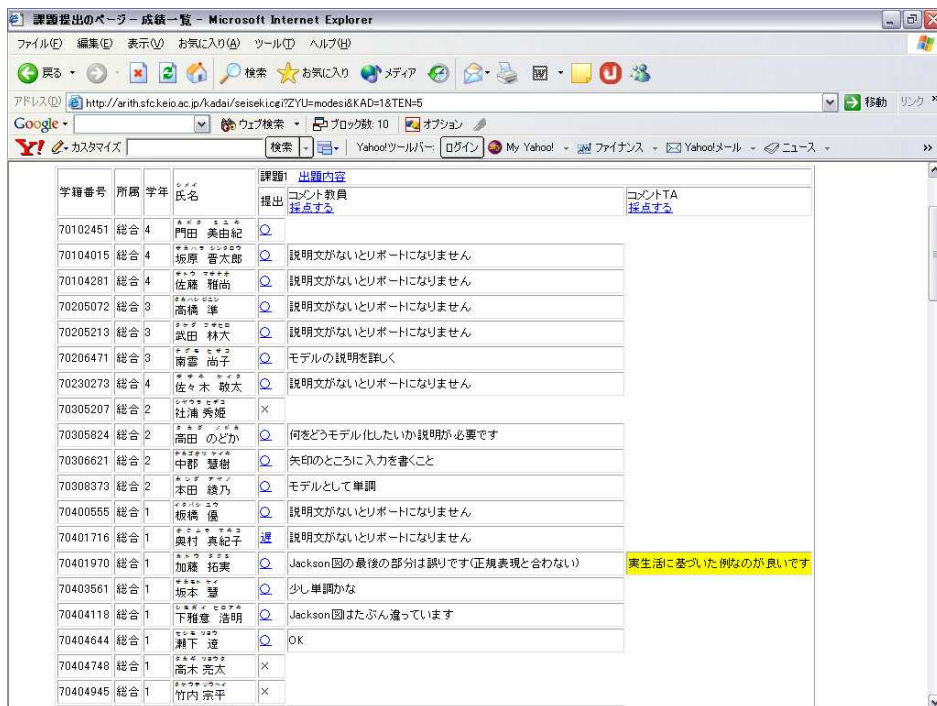 課題提出のページ - 成績一覧 - Microsoft Internet Explorer
ファイル(F) 編集(E) 表示(V) お気に入り(A) ツール(T) ヘルプ(H)
戻る 検索 お気に入り メディア
アドレス(D) http://arith.sfc.keio.ac.jp/kadai/seiseki.cgi?ZYU=modesi&KAD=1&TEN=5 移動 リンク »
Google ウェブ検索 ブロック数: 10 オプション
Y! カスタマイズ 検索 Yahoo!ツールバー: ログイン My Yahoo! ファイナンス Yahoo!メール ニュース »
課題1 出題内容
学籍番号 所属 学年 氏名 提出 コメント教員 コメントTA
採点する 採点する
70102451 総合 4 門田 美由紀 〇
70104015 総合 4 坂原 晋太郎 〇 説明文がないとリポートになりません
70104281 総合 4 佐藤 雅尚 〇 説明文がないとリポートになりません
70205072 総合 3 高橋 準 〇 説明文がないとリポートになりません
70205213 総合 3 武田 林太 〇 説明文がないとリポートになりません
70206471 総合 3 南雲 尚子 〇 モデルの説明を詳しく
70230273 総合 4 佐々木 敬太 〇 説明文がないとリポートになりません
70305207 総合 2 辻浦 秀姫 ×
70305824 総合 2 高田 のどか 〇 何をどうモデル化したいか説明が必要です
70306621 総合 2 中郡 慧樹 〇 矢印のところに入力を書くこと
70308373 総合 2 本田 綾乃 〇 モデルとして単調
70400555 総合 1 板橋 優 〇 説明文がないとリポートになりません
70401716 総合 1 奥村 真紀子 遅 説明文がないとリポートになりません
70401970 総合 1 加藤 拓実 〇 Jackson図の最後の部分は誤りです(正規表現と合わない) 実生活に基づいた例なのが良いです
70403561 総合 1 坂本 慧 〇 少し単調かな
70404118 総合 1 下雅意 浩明 〇 Jackson図はたぶん違っています
70404644 総合 1 瀬下 遼 〇 OK
70404748 総合 1 高木 亮太 ×
70404945 総合 1 竹内 宗平 ×